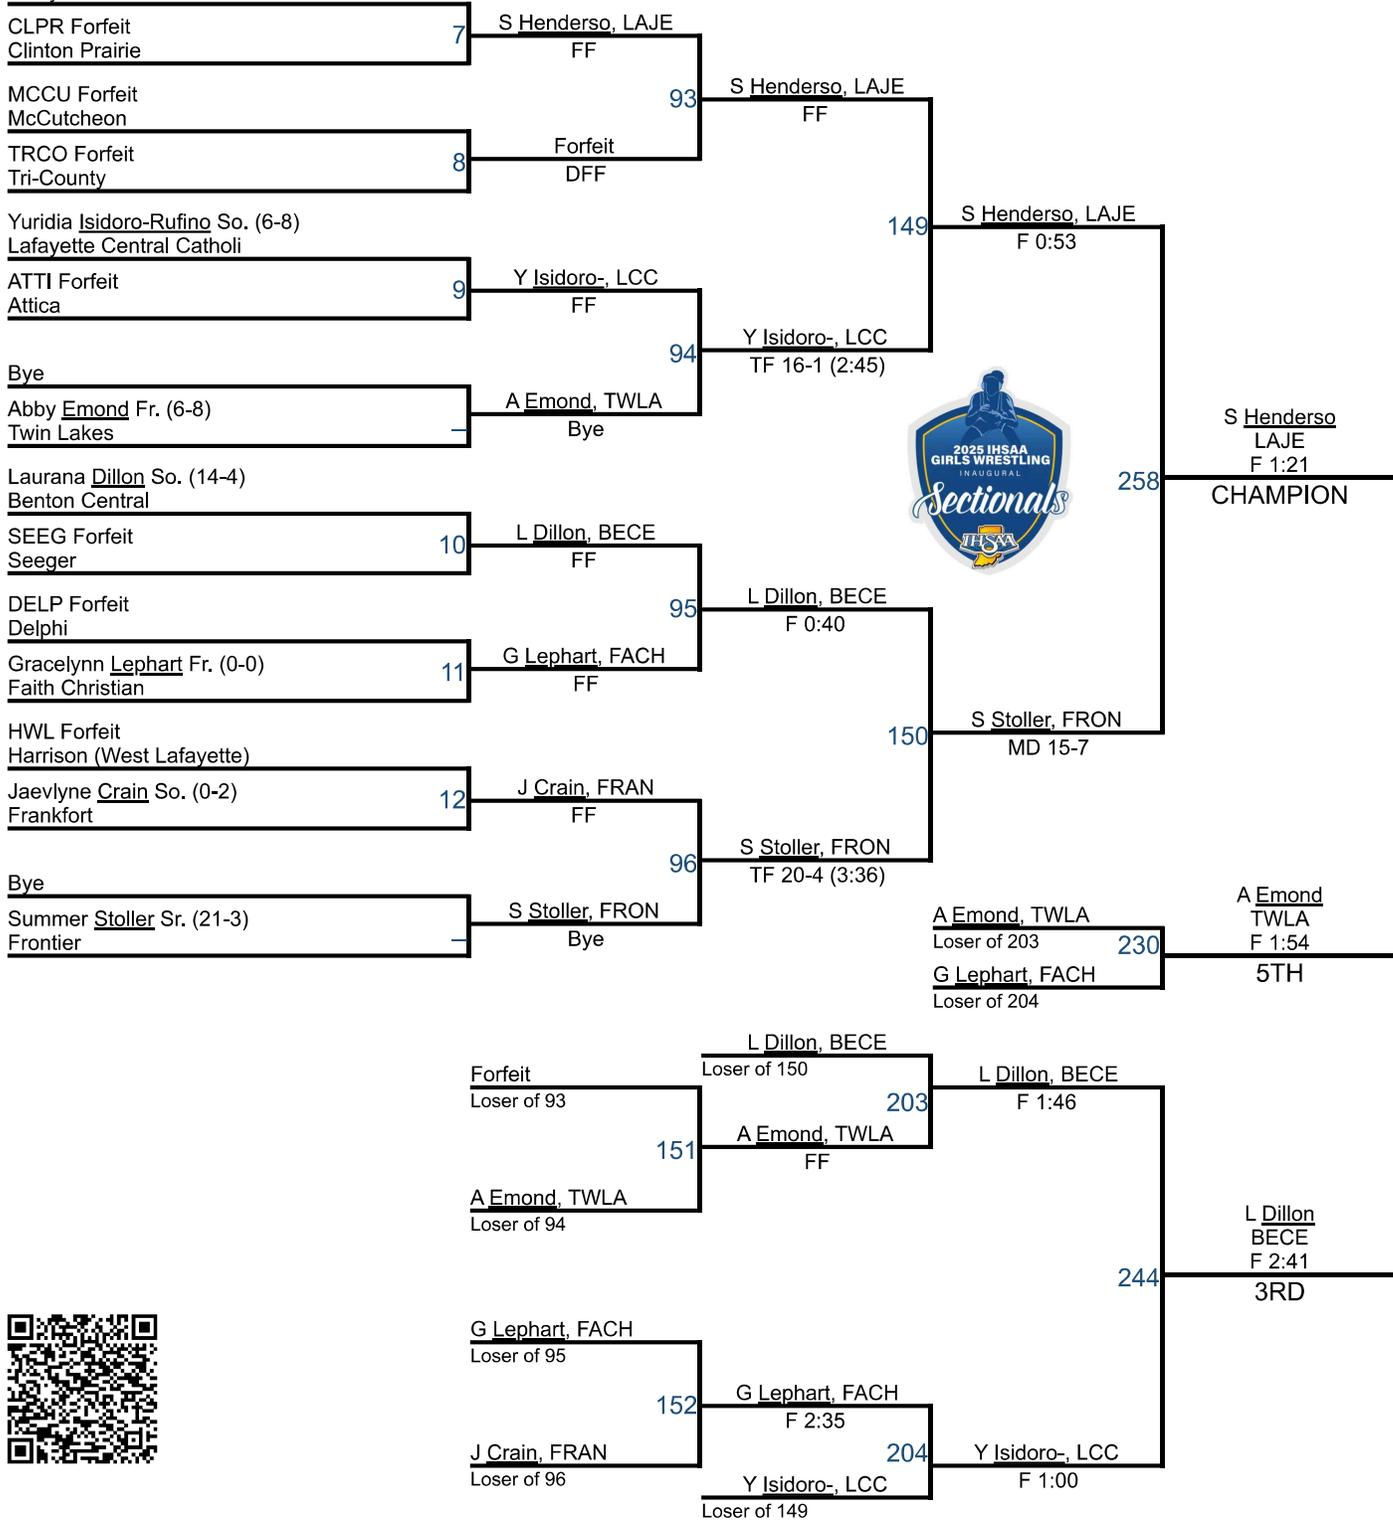 CLPR Forfeit
Clinton Prairie
7
S Henderso, LAJE
FF
MCCU Forfeit
McCutcheon
93
S Henderso, LAJE
FF
TRCO Forfeit
Tri-County
8
Forfeit
DFF
Yuridia Isidoro-Rufino So. (6-8)
Lafayette Central Catholi
149
S Henderso, LAJE
F 0:53
ATTI Forfeit
Attica
9
Y Isidoro-, LCC
FF
94
Y Isidoro-, LCC
TF 16-1 (2:45)
Bye
Abby Emond Fr. (6-8)
Twin Lakes
A Emond, TWLA
Bye
2025 IHSAA
GIRLS WRESTLING
INAUGURAL
Sectionals
IHSAA
258
S Henderso
LAJE
F 1:21
CHAMPION
Laurana Dillon So. (14-4)
Benton Central
SEEG Forfeit
Seeger
10
L Dillon, BECE
FF
DELP Forfeit
Delphi
95
L Dillon, BECE
F 0:40
Gracelynn Lephart Fr. (0-0)
Faith Christian
11
G Lephart, FACH
FF
HWL Forfeit
Harrison (West Lafayette)
150
S Stoller, FRON
MD 15-7
Jaevlyne Crain So. (0-2)
Frankfort
12
J Crain, FRAN
FF
96
S Stoller, FRON
TF 20-4 (3:36)
Bye
Summer Stoller Sr. (21-3)
Frontier
S Stoller, FRON
Bye
A Emond, TWLA
Loser of 203
230
G Lephart, FACH
Loser of 204
A Emond
TWLA
F 1:54
5TH
L Dillon, BECE
Loser of 150
Forfeit
Loser of 93
203
L Dillon, BECE
F 1:46
151
A Emond, TWLA
FF
A Emond, TWLA
Loser of 94
244
L Dillon
BECE
F 2:41
3RD
G Lephart, FACH
Loser of 95
152
G Lephart, FACH
F 2:35
J Crain, FRAN
Loser of 96
204
Y Isidoro-, LCC
F 1:00
Y Isidoro-, LCC
Loser of 149